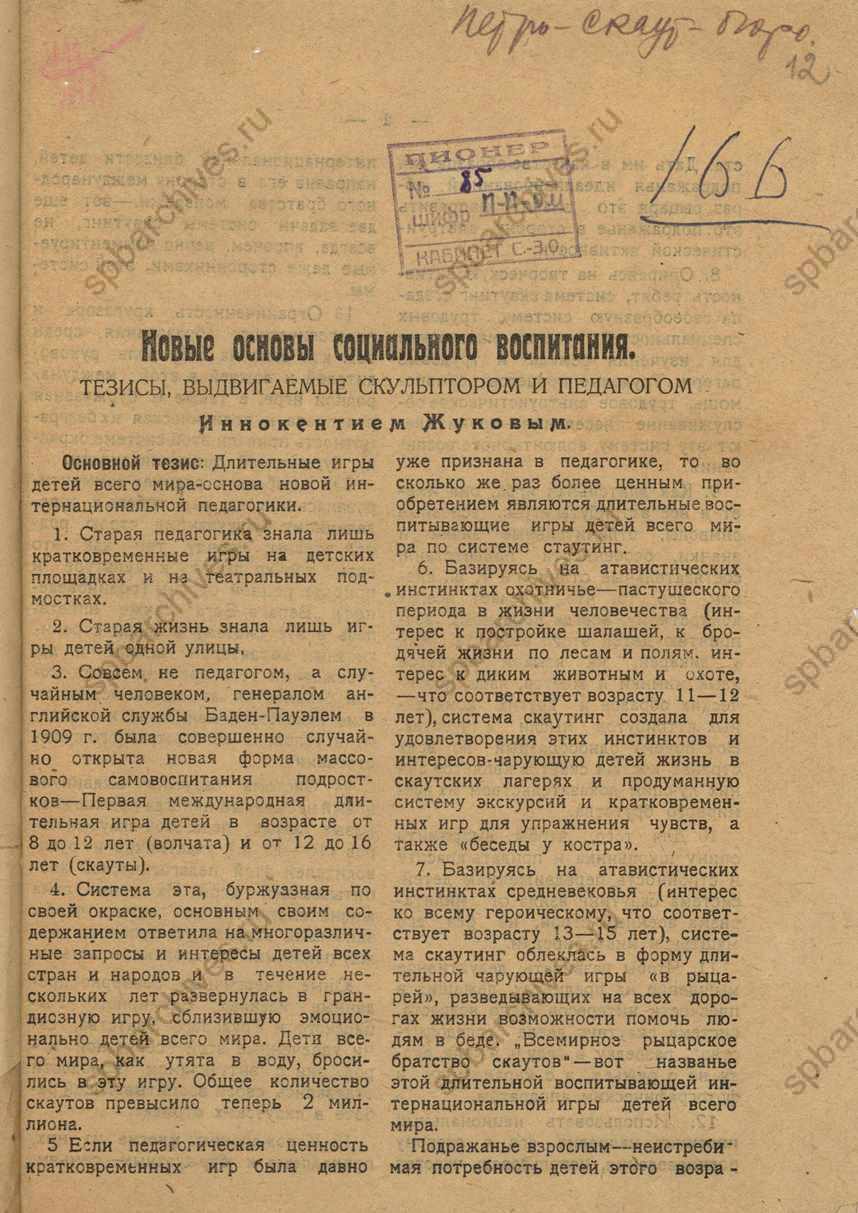 Петро-скаут-бюро.
12
166
ПИОНЕР
№ 85
ШИФР П-П. 8м
КАБИНЕТ С.-З.О
Новые основы социального воспитания.
ТЕЗИСЫ, ВЫДВИГАЕМЫЕ СКУЛЬПТОРОМ И ПЕДАГОГОМ
Иннокентием Жуковым.
Основной тезис: Длительные игры
детей всего мира-основа новой ин-
тернациональной педагогики.
1. Старая педагогика знала лишь
кратковременные игры на детских
площадках и на театральных под-
мостках.
2. Старая жизнь знала лишь иг-
ры детей одной улицы,
3. Совсем не педагогом, а слу-
чайным человеком, генералом ан-
глийской службы Баден-Пауэлем в
1909 г. была совершенно случай-
но открыта новая форма массо-
вого самовоспитания подрост-
ков—Первая международная дли-
тельная игра детей в возрасте от
8 до 12 лет (волчата) и от 12 до 16
лет (скауты).
4. Система эта, буржуазная по
своей окраске, основным своим со-
держанием ответила на многоразлич-
ные запросы и интересы детей всех
стран и народов и в течение не-
скольких лет развернулась в гран-
диозную игру, сблизившую эмоцио-
нально детей всего мира. Дети все-
го мира, как утята в воду, броси-
лись в эту игру. Общее количество
скаутов превысило теперь 2 мил-
лиона.
5 Если педагогическая ценность
кратковременных игр была давно
уже признана в педагогике, то во
сколько же раз более ценным при-
обретением являются длительные вос-
питывающие игры детей всего ми-
ра по системе стаутинг.
6. Базируясь на атавистических
инстинктах охотничье—пастушеского
периода в жизни человечества (ин-
терес к постройке шалашей, к бро-
дячей жизни по лесам и полям. ин-
терес к диким животным и охоте,
—что соответствует возрасту 11—12
лет), система скаутинг создала для
удовлетворения этих инстинктов и
интересов-чарующую детей жизнь в
скаутских лагерях и продуманную
систему экскурсий и кратковремен-
ных игр для упражнения чувств, а
также «беседы у костра».
7. Базируясь на атавистических
инстинктах средневековья (интерес
ко всему героическому, что соответ-
ствует возрасту 13—15 лет), систе-
ма скаутинг облеклась в форму дли-
тельной чарующей игры «в рыца-
рей», разведывающих на всех доро-
гах жизни возможности помочь лю-
дям в беде. „Всемирное рыцарское
братство скаутов"—вот названье
этой длительной воспитывающей ин-
тернациональной игры детей всего
мира.
Подражанье взрослым—неистреби-
мая потребность детей этого возра-